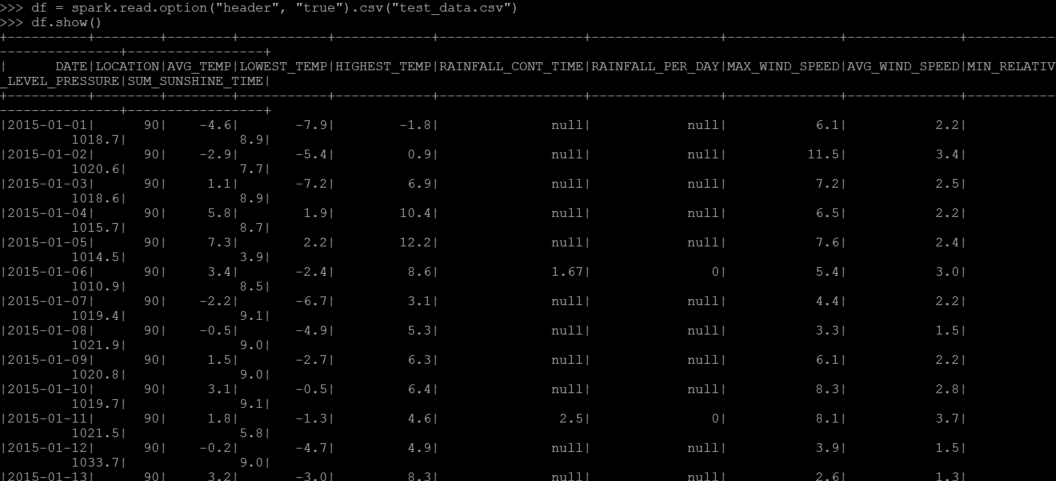 >>> df = spark.read.option("header", "true").csv("test_data.csv")
>>> df.show()
+----------+--------+--------+-----------+------------+------------------+----------------+--------------+--------------+------------
----------------+------------------+
|      DATE|LOCATION|AVG_TEMP|LOWEST_TEMP|HIGHEST_TEMP|RAINFALL_CONT_TIME|RAINFALL_PER_DAY|MAX_WIND_SPEED|AVG_WIND_SPEED|MIN_RELATIV
_LEVEL_PRESSURE|SUM_SUNSHINE_TIME|
+----------+--------+--------+-----------+------------+------------------+----------------+--------------+--------------+------------
----------------+------------------+
|2015-01-01|      90|    -4.6|       -7.9|        -1.8|              null|            null|           6.1|           2.2|
         1018.7|              8.9|
|2015-01-02|      90|    -2.9|       -5.4|         0.9|              null|            null|          11.5|           3.4|
         1020.6|              7.7|
|2015-01-03|      90|     1.1|       -7.2|         6.9|              null|            null|           7.2|           2.5|
         1018.6|              8.9|
|2015-01-04|      90|     5.8|        1.9|        10.4|              null|            null|           6.5|           2.2|
         1015.7|              8.7|
|2015-01-05|      90|     7.3|        2.2|        12.2|              null|            null|           7.6|           2.4|
         1014.5|              3.9|
|2015-01-06|      90|     3.4|       -2.4|         8.6|              1.67|               0|           5.4|           3.0|
         1010.9|              8.5|
|2015-01-07|      90|    -2.2|       -6.7|         3.1|              null|            null|           4.4|           2.2|
         1019.4|              9.1|
|2015-01-08|      90|    -0.5|       -4.9|         5.3|              null|            null|           3.3|           1.5|
         1021.9|              9.0|
|2015-01-09|      90|     1.5|       -2.7|         6.3|              null|            null|           6.1|           2.2|
         1020.8|              9.0|
|2015-01-10|      90|     3.1|       -0.5|         6.4|              null|            null|           8.3|           2.8|
         1019.7|              9.1|
|2015-01-11|      90|     1.8|       -1.3|         4.6|               2.5|               0|           8.1|           3.7|
         1021.5|              5.8|
|2015-01-12|      90|    -0.2|       -4.7|         4.9|              null|            null|           3.9|           1.5|
         1033.7|              9.0|
|2015-01-13|      90|     3.2|       -3.0|         8.3|              null|            null|           2.6|           1.3|